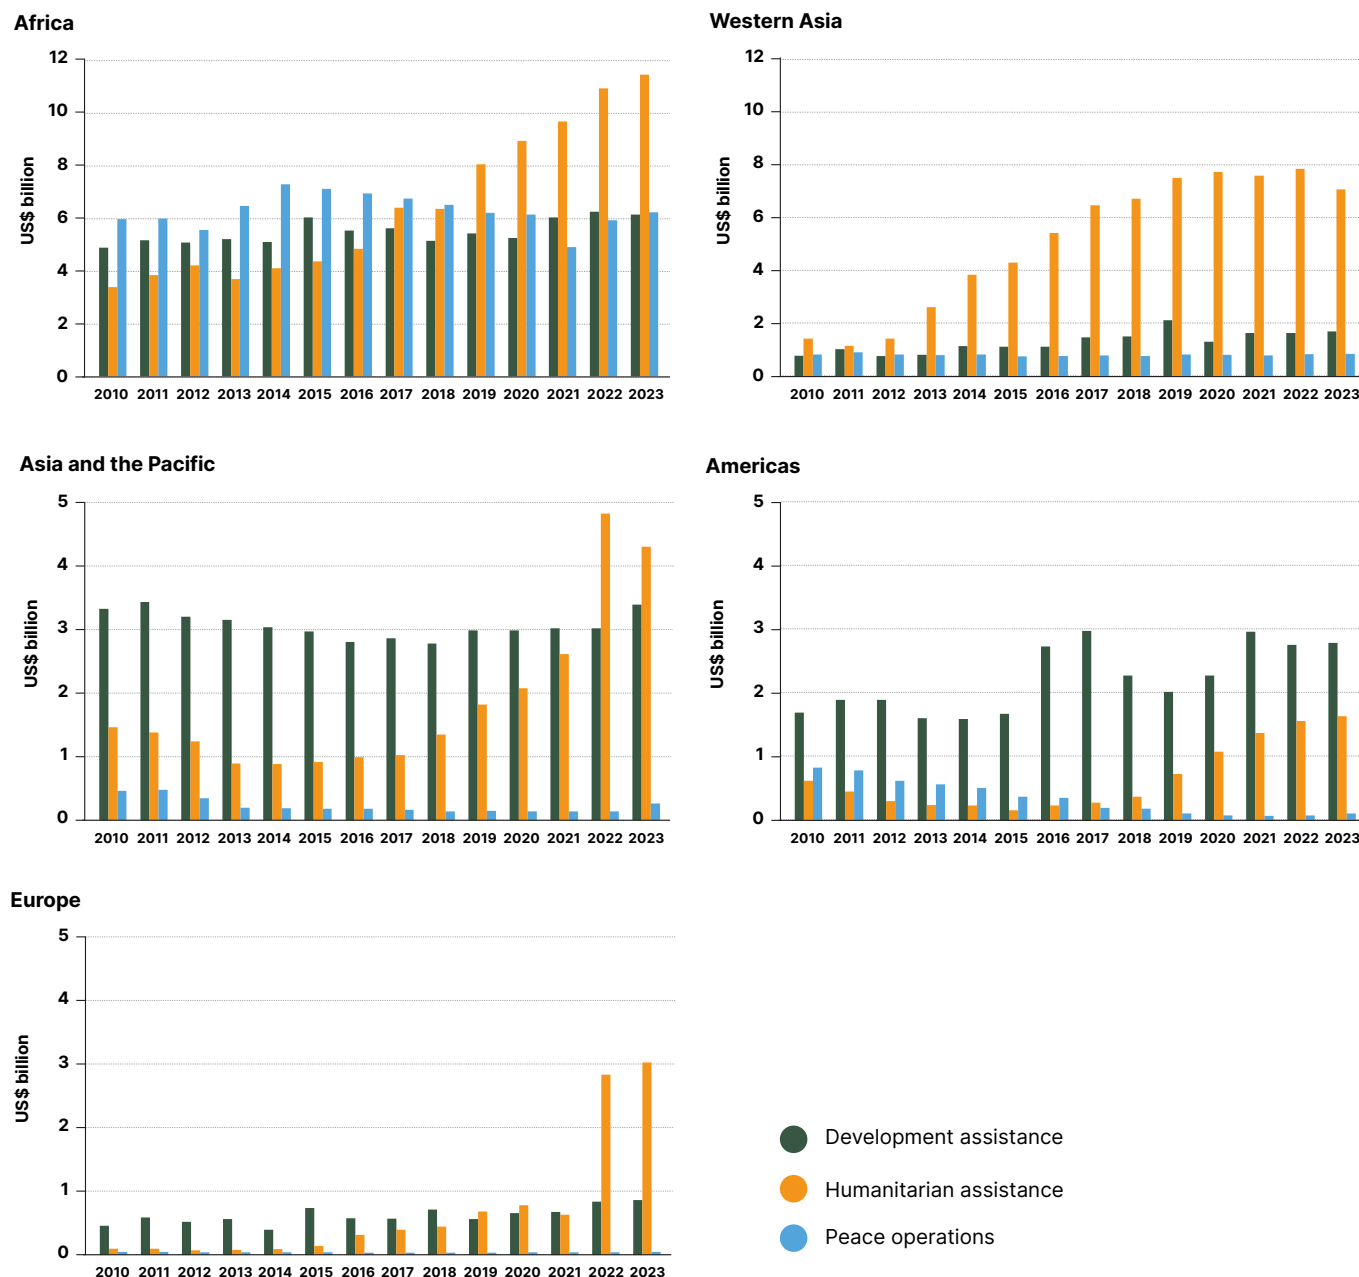 Africa
12
10
8
6
4
2
0
US$ billion
2010 2011 2012 2013 2014 2015 2016 2017 2018 2019 2020 2021 2022 2023
Western Asia
12
10
8
6
4
2
0
US$ billion
2010 2011 2012 2013 2014 2015 2016 2017 2018 2019 2020 2021 2022 2023
Asia and the Pacific
5
4
3
2
1
0
US$ billion
2010 2011 2012 2013 2014 2015 2016 2017 2018 2019 2020 2021 2022 2023
Americas
5
4
3
2
1
0
US$ billion
2010 2011 2012 2013 2014 2015 2016 2017 2018 2019 2020 2021 2022 2023
Europe
5
4
3
2
1
0
US$ billion
2010 2011 2012 2013 2014 2015 2016 2017 2018 2019 2020 2021 2022 2023
Development assistance
Humanitarian assistance
Peace operations